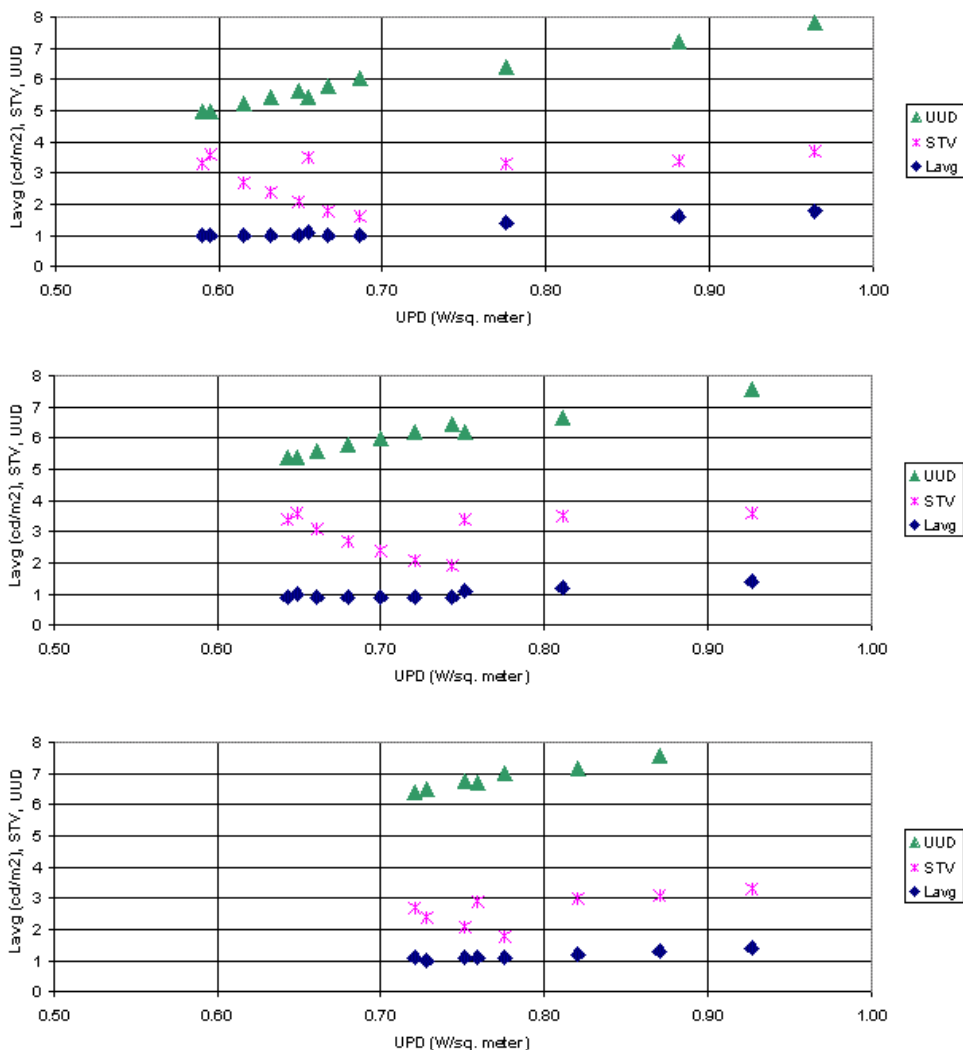 8
7
6
5
4
3
2
1
0
Lavg (cd/m2), STV, UUD
0.50 0.60 0.70 0.80 0.90 1.00
UPD (W/sq. meter)
UUD
STV
Lavg
8
7
6
5
4
3
2
1
0
Lavg (cd/m2), STV, UUD
0.50 0.60 0.70 0.80 0.90 1.00
UPD (W/sq. meter)
UUD
STV
Lavg
8
7
6
5
4
3
2
1
0
Lavg (cd/m2), STV, UUD
0.50 0.60 0.70 0.80 0.90 1.00
UPD (W/sq. meter)
UUD
STV
Lavg